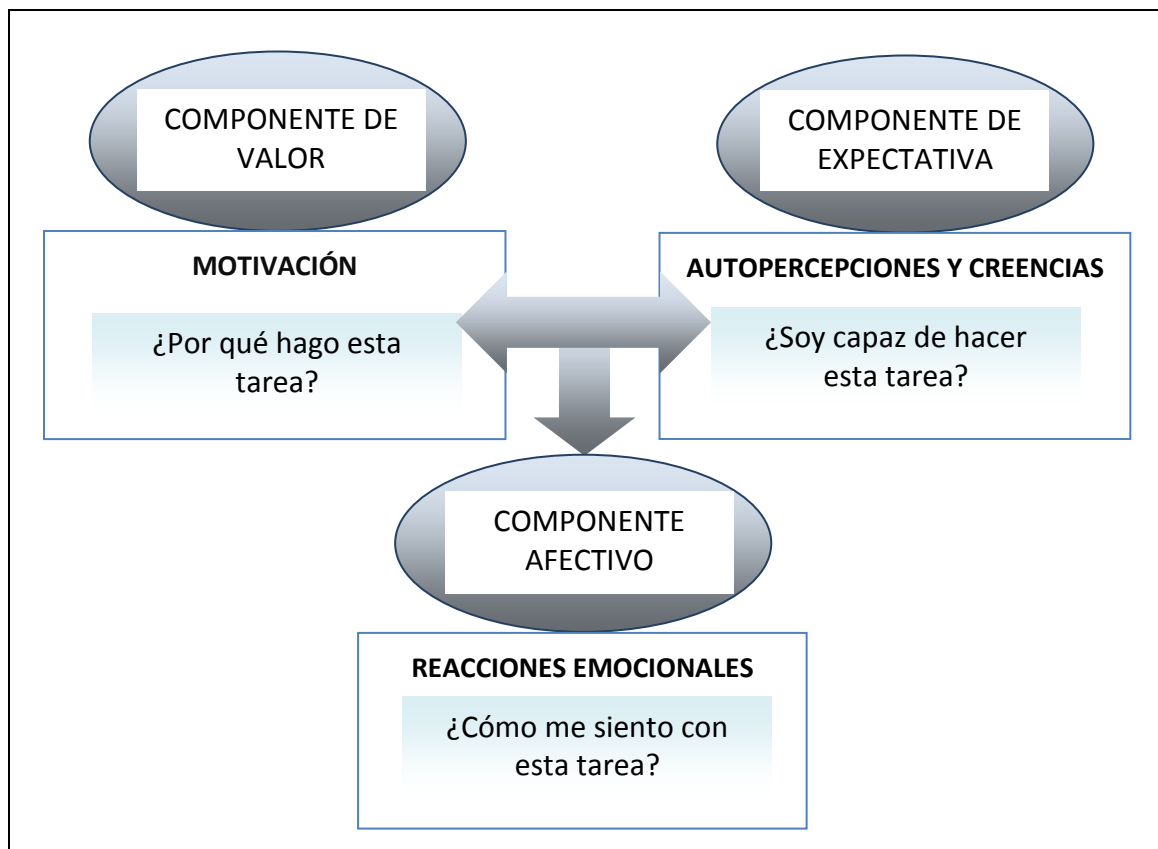 COMPONENTE DE
VALOR
MOTIVACIÓN
¿Por qué hago esta
tarea?
COMPONENTE DE
EXPECTATIVA
AUTOPERCEPCIONES Y CREENCIAS
¿Soy capaz de hacer
esta tarea?
COMPONENTE
AFECTIVO
REACCIONES EMOCIONALES
¿Cómo me siento con
esta tarea?